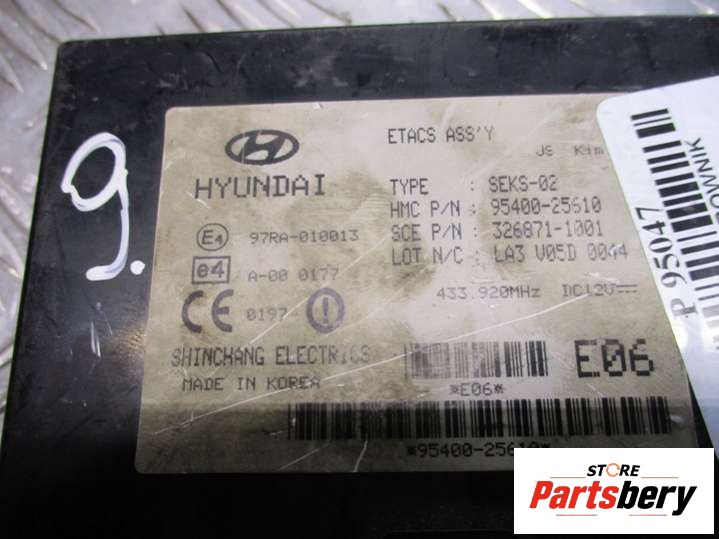 9.
HYUNDAI
ETACS ASS'Y
TYPE : SEKS-02
HMC P/N : 95400-25610
SCE P/N : 326871-1001
LOT N/C : LA3 V05D 0044
E4 97RA-010013
e4 A-00 0177
CE 0197
433.920MHz DC12V
SHINCHANG ELECTRICS
MADE IN KOREA
E06
*E06*
*95400-25610*
P 95047
OWNIK
STORE
Partsbery